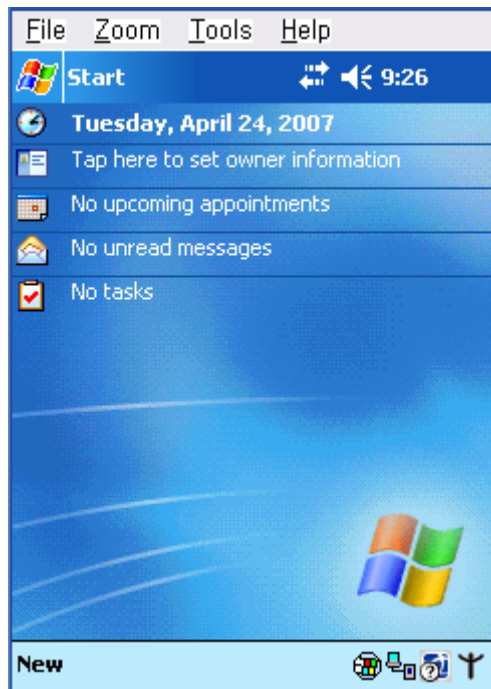 File Zoom Tools Help
Start 9:26
Tuesday, April 24, 2007
Tap here to set owner information
No upcoming appointments
No unread messages
No tasks
New